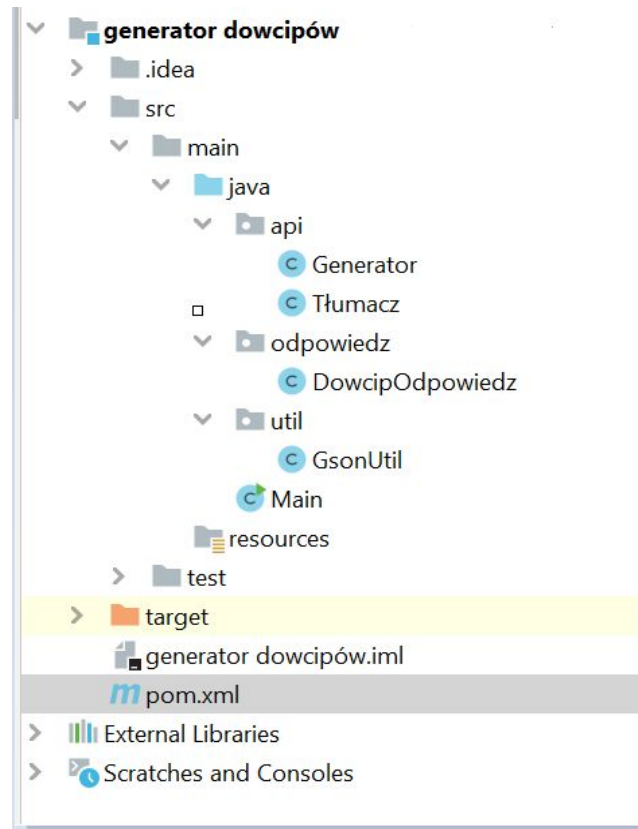 generator dowcipów
.idea
src
main
java
api
Generator
Tłumacz
odpowiedz
DowcipOdpowiedz
util
GsonUtil
Main
resources
test
target
generator dowcipów.iml
pom.xml
External Libraries
Scratches and Consoles